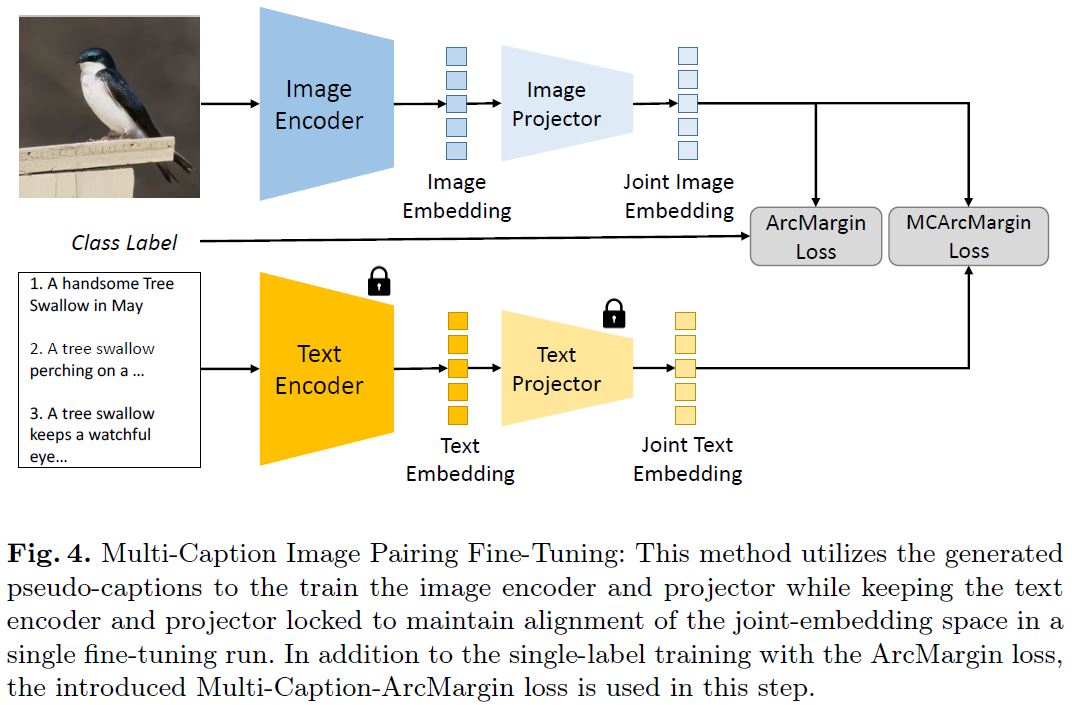 Image
Encoder
Image
Embedding
Image
Projector
Joint Image
Embedding
ArcMargin
Loss
MCArcMargin
Loss
Class Label
1. A handsome Tree
Swallow in May
2. A tree swallow
perching on a ...
3. A tree swallow
keeps a watchful
eye...
Text
Encoder
Text
Embedding
Text
Projector
Joint Text
Embedding
Fig. 4. Multi-Caption Image Pairing Fine-Tuning: This method utilizes the generated
pseudo-captions to the train the image encoder and projector while keeping the text
encoder and projector locked to maintain alignment of the joint-embedding space in a
single fine-tuning run. In addition to the single-label training with the ArcMargin loss,
the introduced Multi-Caption-ArcMargin loss is used in this step.